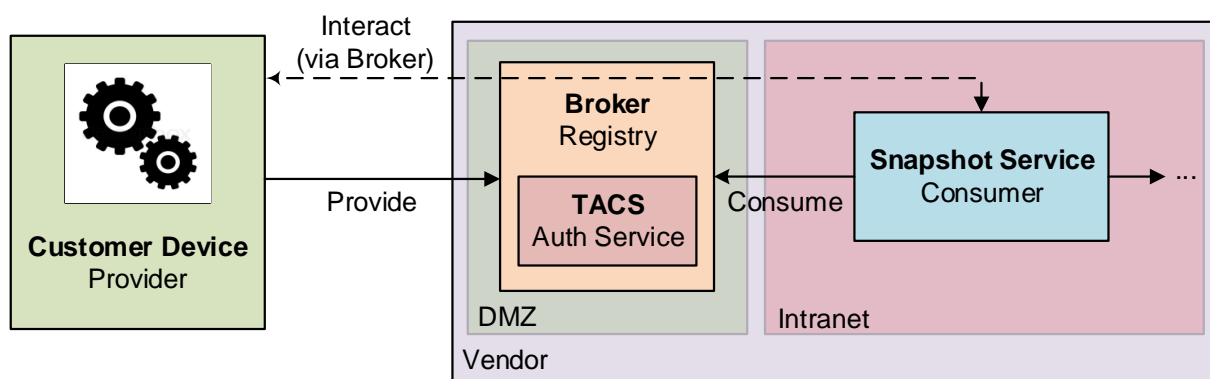 Interact
(via Broker)
Customer Device
Provider
Provide
Broker
Registry
TACS
Auth Service
Consume
Snapshot Service
Consumer
...
DMZ
Intranet
Vendor